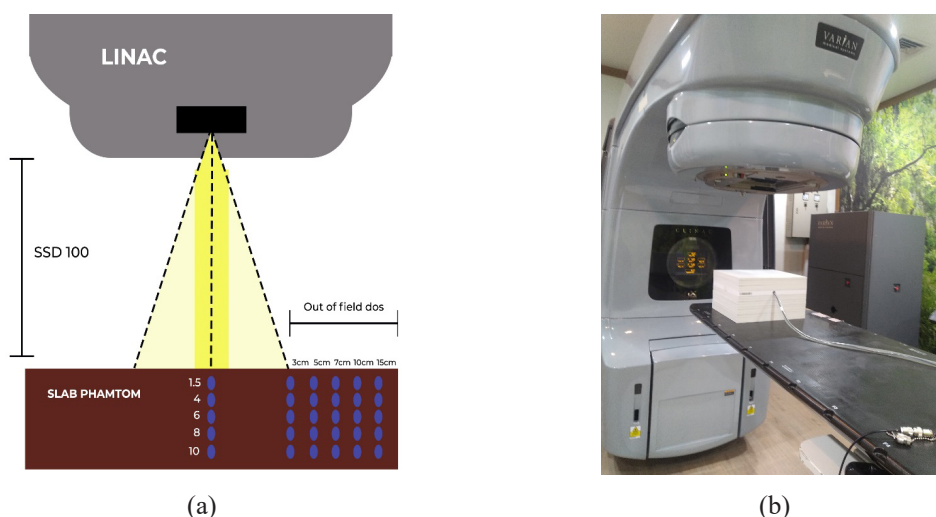 LINAC
SSD 100
Out of field dos
3cm 5cm 7cm 10cm 15cm
SLAB PHAMTOM
1.5
4
6
8
10
(a)
VARIAN
(b)